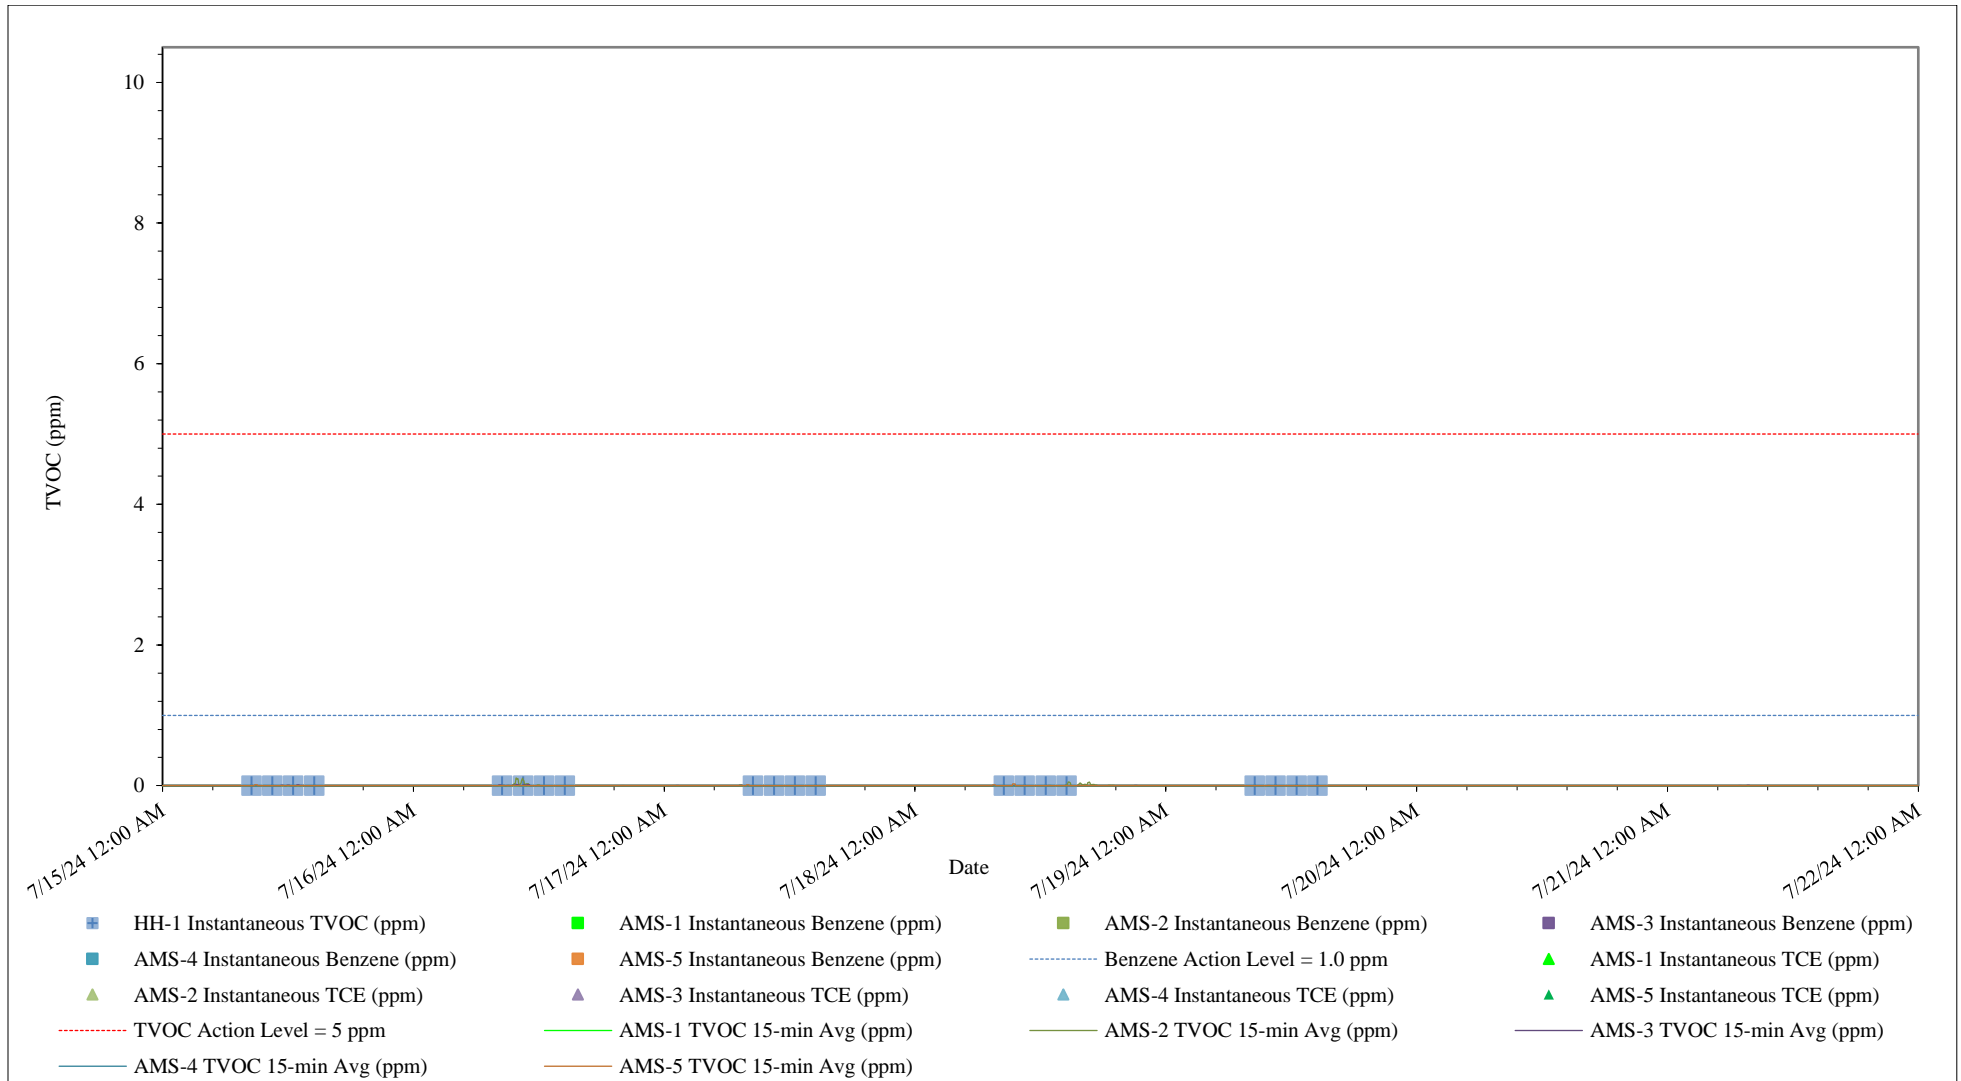 10
8
6
4
2
0
TVOC (ppm)
7/15/24 12:00 AM
7/16/24 12:00 AM
7/17/24 12:00 AM
7/18/24 12:00 AM
7/19/24 12:00 AM
7/20/24 12:00 AM
7/21/24 12:00 AM
7/22/24 12:00 AM
Date
HH-1 Instantaneous TVOC (ppm)
AMS-1 Instantaneous Benzene (ppm)
AMS-2 Instantaneous Benzene (ppm)
AMS-3 Instantaneous Benzene (ppm)
AMS-4 Instantaneous Benzene (ppm)
AMS-5 Instantaneous Benzene (ppm)
Benzene Action Level = 1.0 ppm
AMS-1 Instantaneous TCE (ppm)
AMS-2 Instantaneous TCE (ppm)
AMS-3 Instantaneous TCE (ppm)
AMS-4 Instantaneous TCE (ppm)
AMS-5 Instantaneous TCE (ppm)
TVOC Action Level = 5 ppm
AMS-1 TVOC 15-min Avg (ppm)
AMS-2 TVOC 15-min Avg (ppm)
AMS-3 TVOC 15-min Avg (ppm)
AMS-4 TVOC 15-min Avg (ppm)
AMS-5 TVOC 15-min Avg (ppm)